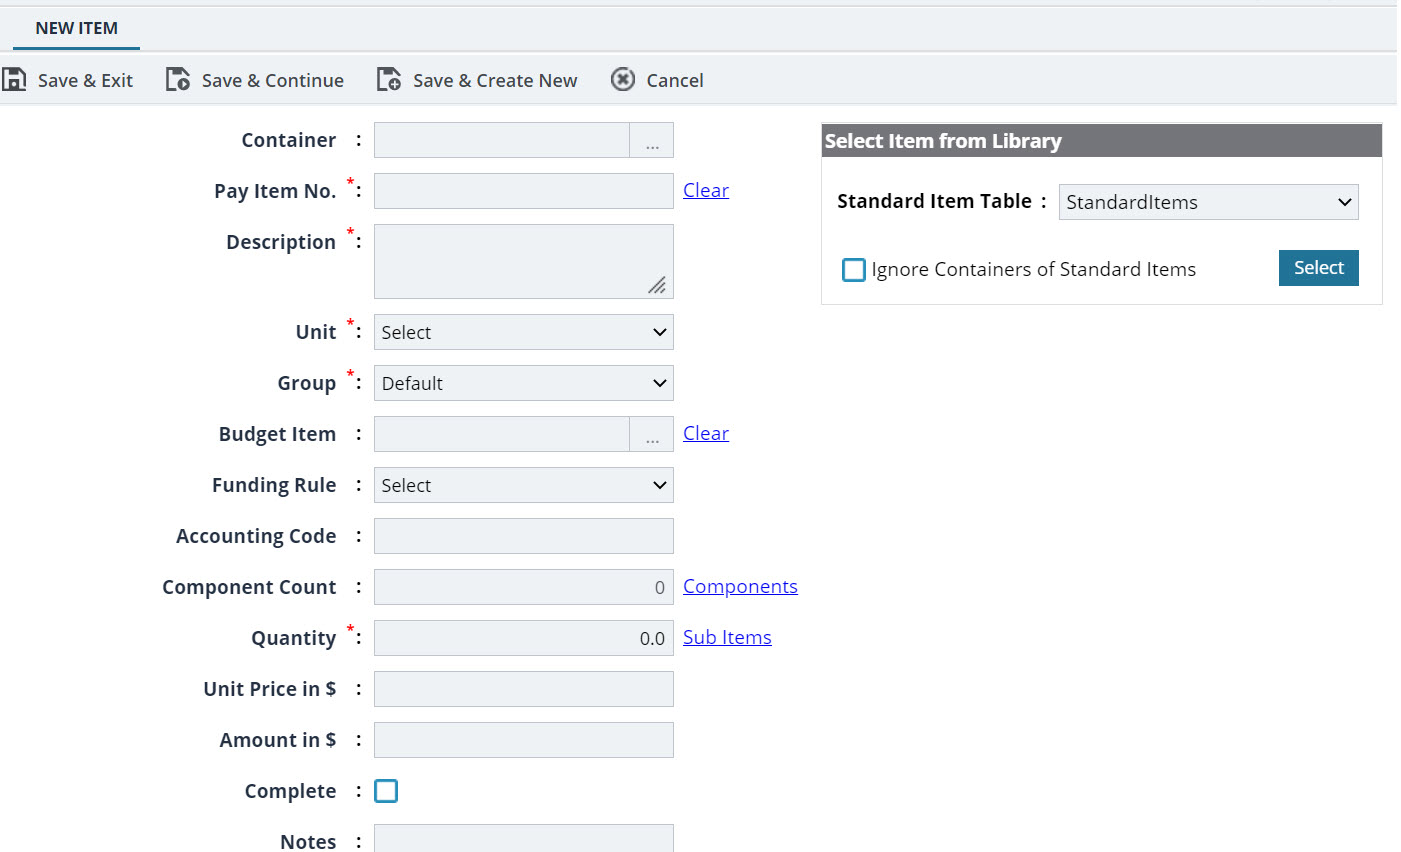 NEW ITEM
Save & Exit Save & Continue Save & Create New Cancel
Container : ...
Pay Item No. *: Clear
Description *:
Unit *: Select
Group *: Default
Budget Item : ... Clear
Funding Rule : Select
Accounting Code :
Component Count : 0 Components
Quantity *: 0.0 Sub Items
Unit Price in $ :
Amount in $ :
Complete :
Notes :
Select Item from Library
Standard Item Table : StandardItems
Ignore Containers of Standard Items Select